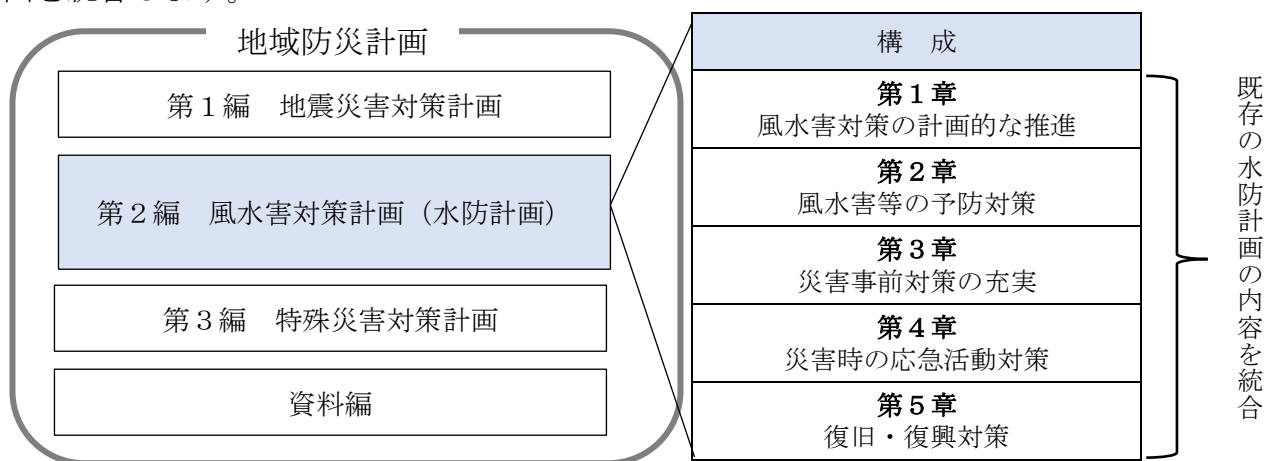 地域防災計画
第１編　地震災害対策計画
第２編　風水害対策計画（水防計画）
第３編　特殊災害対策計画
資料編
構　成
第１章
風水害対策の計画的な推進
第２章
風水害等の予防対策
第３章
災害事前対策の充実
第４章
災害時の応急活動対策
第５章
復旧・復興対策
既存の水防計画の内容を統合